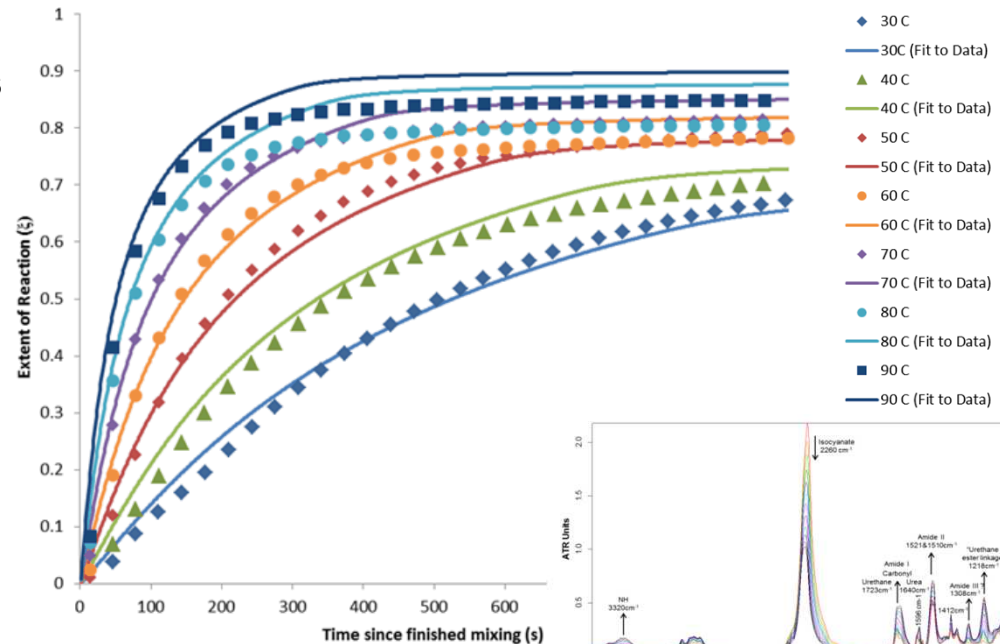 1
0.9
0.8
0.7
0.6
0.5
0.4
0.3
0.2
0.1
0
Extent of Reaction (ξ)
0 100 200 300 400 500 600
Time since finished mixing (s)
30 C
30C (Fit to Data)
40 C
40 C (Fit to Data)
50 C
50 C (Fit to Data)
60 C
60 C (Fit to Data)
70 C
70 C (Fit to Data)
80 C
80 C (Fit to Data)
90 C
90 C (Fit to Data)
2.0
1.5
1.0
0.5
ATR Units
NH
3320cm⁻¹
Isocyanate
2260 cm⁻¹
Amide I
Carbonyl
Urethane
1723cm⁻¹
Urea
1640cm⁻¹
1596 cm-1
Amide II
1521&1510cm⁻¹
1412cm⁻¹
Amide III
1308cm⁻¹
"Urethane
ester linkage
1218cm⁻¹